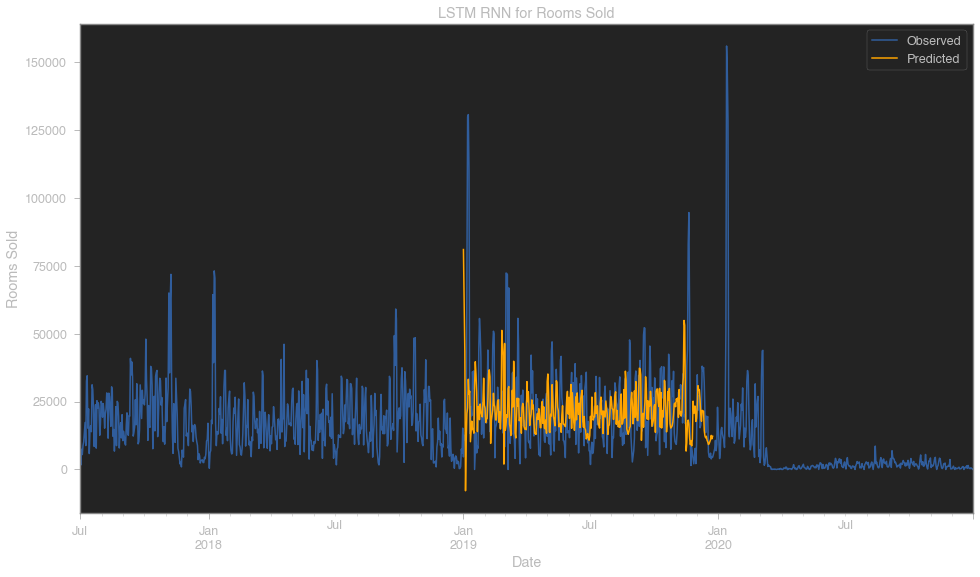 LSTM RNN for Rooms Sold
Observed
Predicted
150000
125000
100000
75000
50000
25000
0
Rooms Sold
Jul
Jan
2018
Jul
Jan
2019
Jul
Jan
2020
Jul
Date